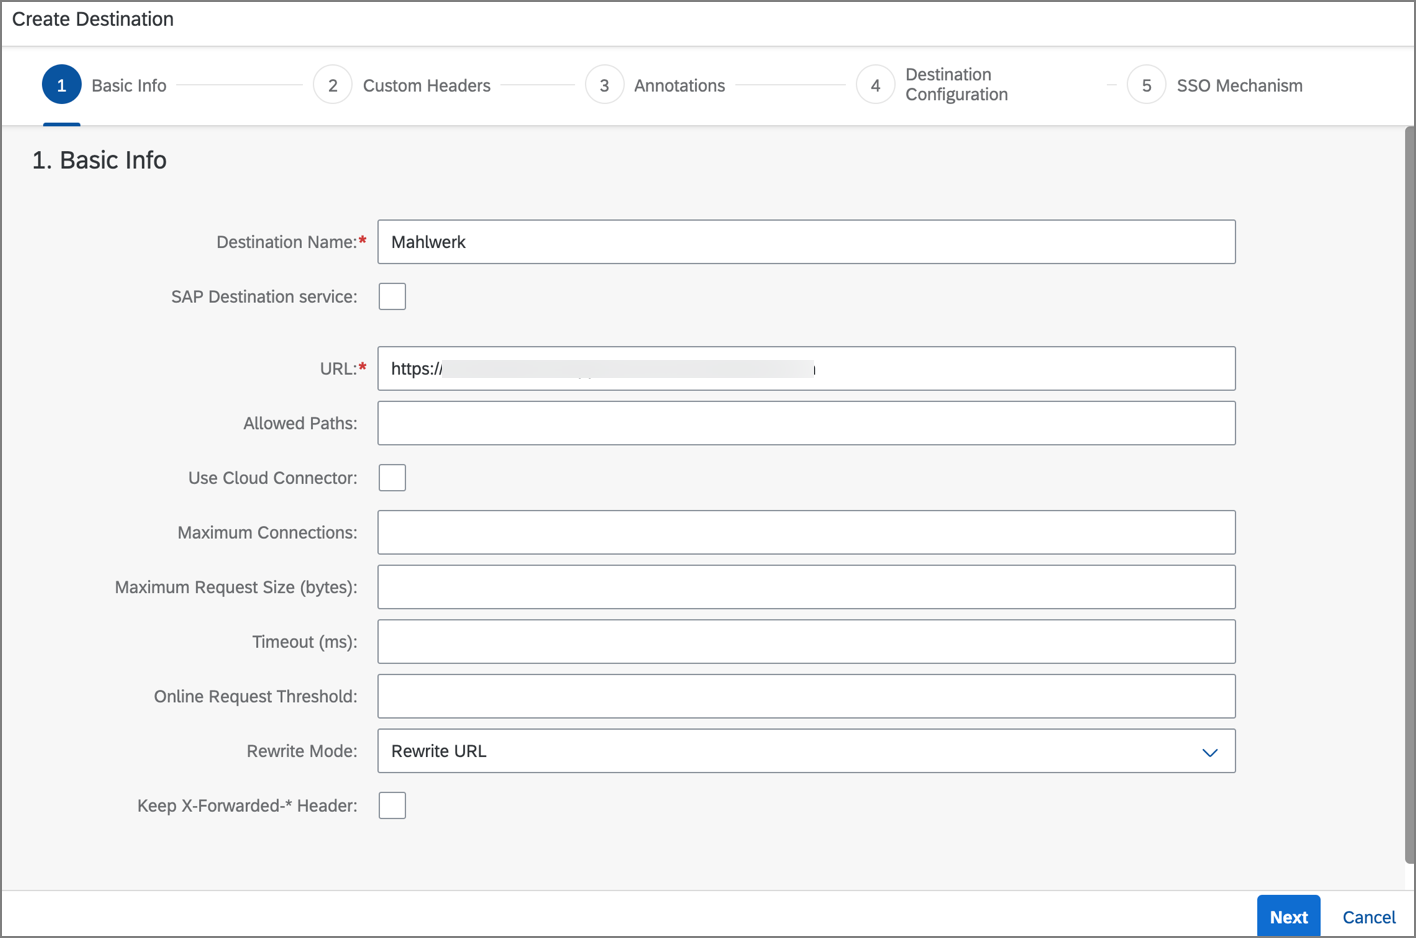 Create Destination
1 Basic Info 2 Custom Headers 3 Annotations 4 Destination Configuration 5 SSO Mechanism
1. Basic Info
Destination Name:* Mahlwerk
SAP Destination service:
URL:* https://
Allowed Paths:
Use Cloud Connector:
Maximum Connections:
Maximum Request Size (bytes):
Timeout (ms):
Online Request Threshold:
Rewrite Mode: Rewrite URL
Keep X-Forwarded-* Header:
Next Cancel